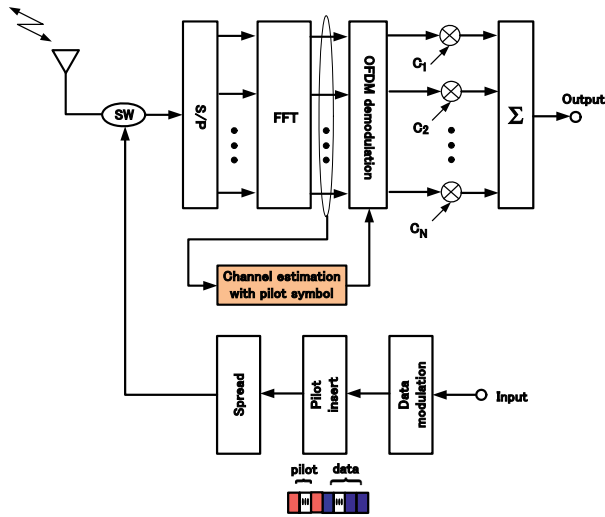 SW
S/P
FFT
OFDM demodulation
C1
C2
CN
Σ
Output
Channel estimation
with pilot symbol
Spread
Pilot
insert
Data
modulation
Input
pilot
data